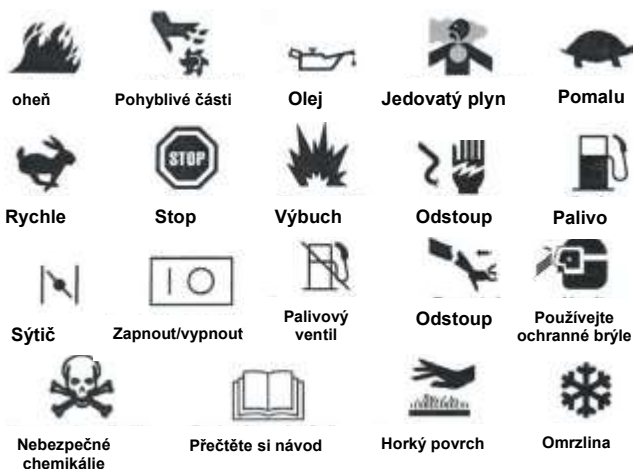 oheň Pohyblivé části Olej Jedovatý plyn Pomalu
STOP
Rychle Stop Výbuch Odstoup Palivo
Sýtič Zapnout/vypnout Palivový ventil Odstoup Používejte ochranné brýle
Nebezpečné chemikálie Přečtěte si návod Horký povrch Omrzlina